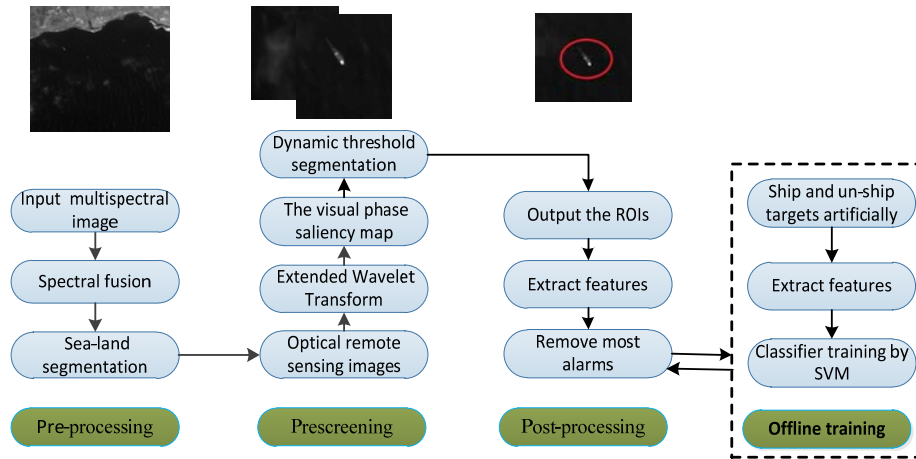 Input multispectral
image
Spectral fusion
Sea-land
segmentation
Pre-processing
Dynamic threshold
segmentation
The visual phase
saliency map
Extended Wavelet
Transform
Optical remote
sensing images
Prescreening
Output the ROIs
Extract features
Remove most
alarms
Post-processing
Ship and un-ship
targets artificially
Extract features
Classifier training by
SVM
Offline training